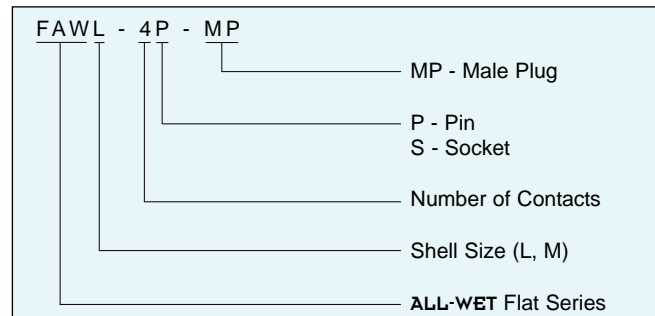 FAWL - 4P - MP
MP - Male Plug
P - Pin
S - Socket
Number of Contacts
Shell Size (L, M)
ALL-WET Flat Series